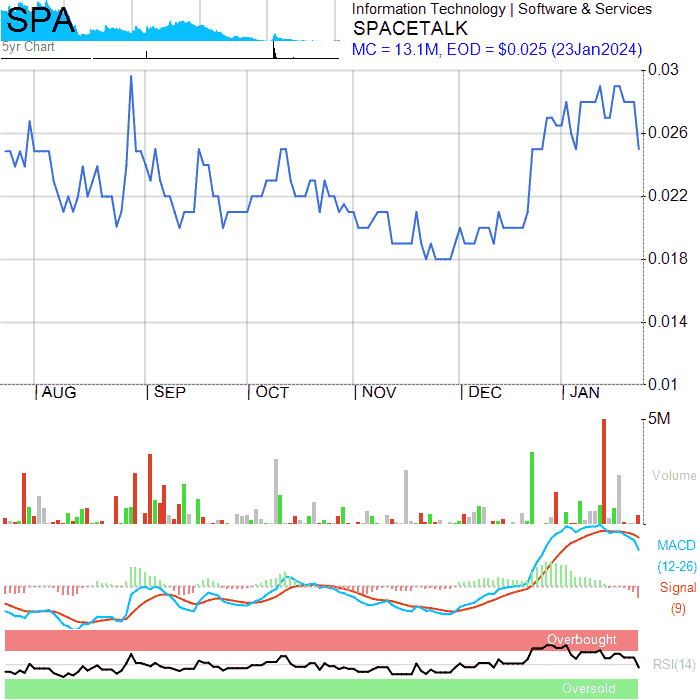 SPA
5yr Chart
Information Technology | Software & Services
SPACETALK
MC = 13.1M, EOD = $0.025 (23Jan2024)
0.03
0.026
0.022
0.018
0.014
0.01
AUG SEP OCT NOV DEC JAN
5M
Volume
MACD
(12-26)
Signal
(9)
Overbought
RSI(14)
Oversold